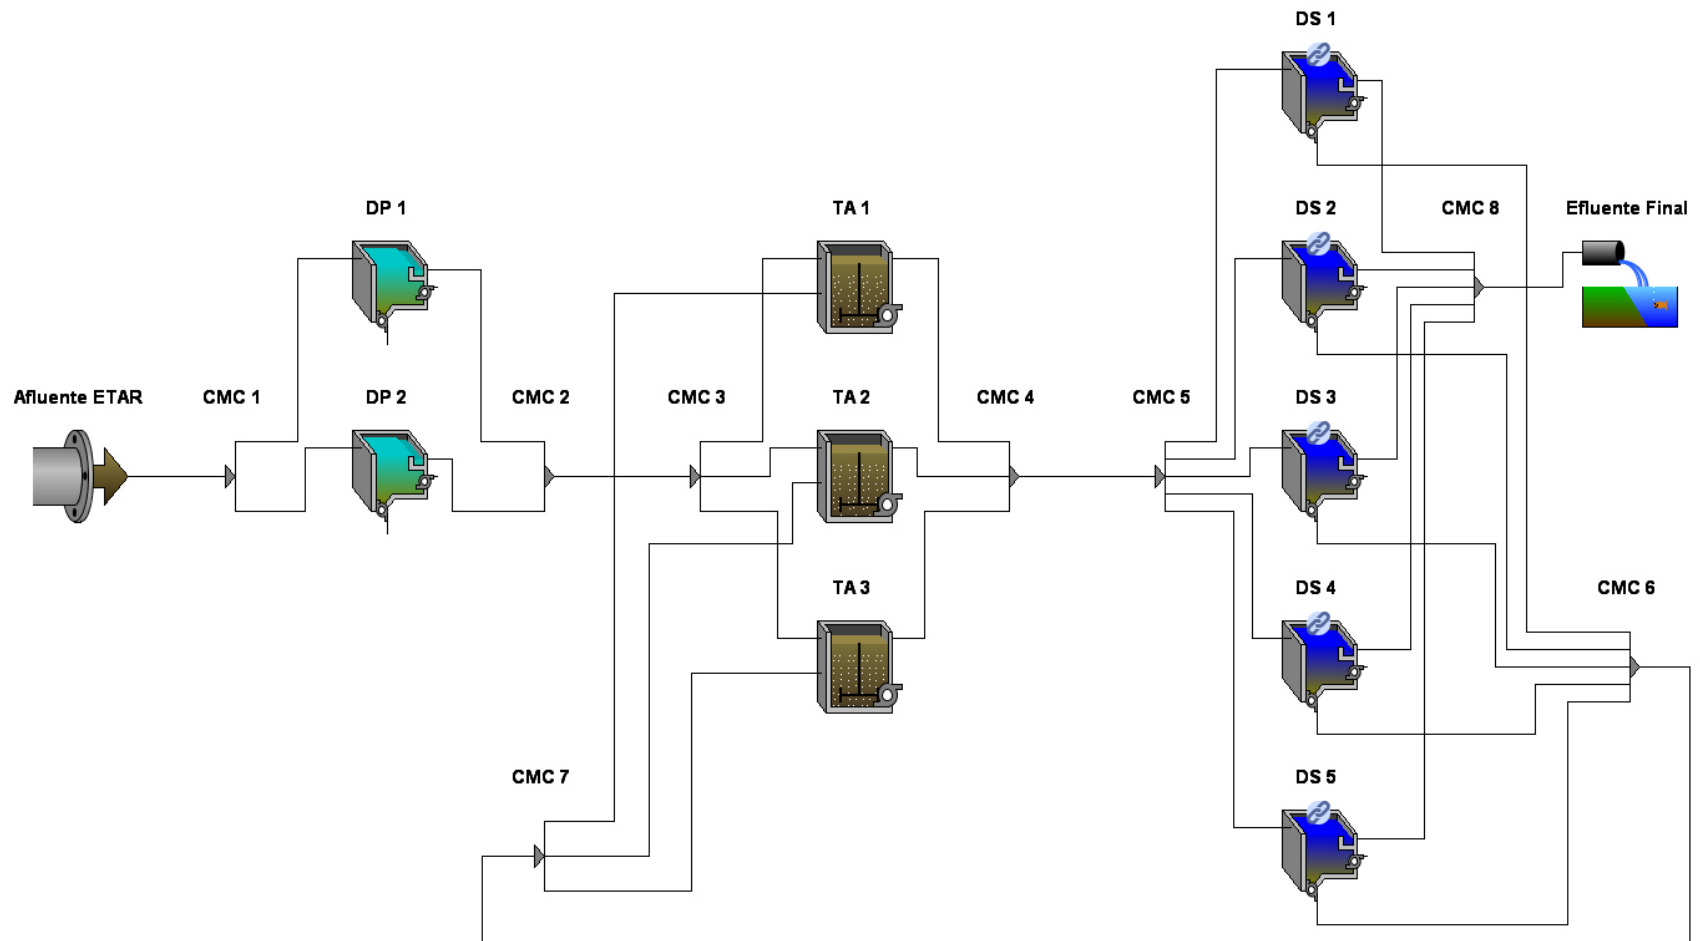 DS 1
DP 1
TA 1
DS 2
CMC 8
Efluente Final
Afluente ETAR
CMC 1
DP 2
CMC 2
CMC 3
TA 2
CMC 4
CMC 5
DS 3
TA 3
DS 4
CMC 6
CMC 7
DS 5